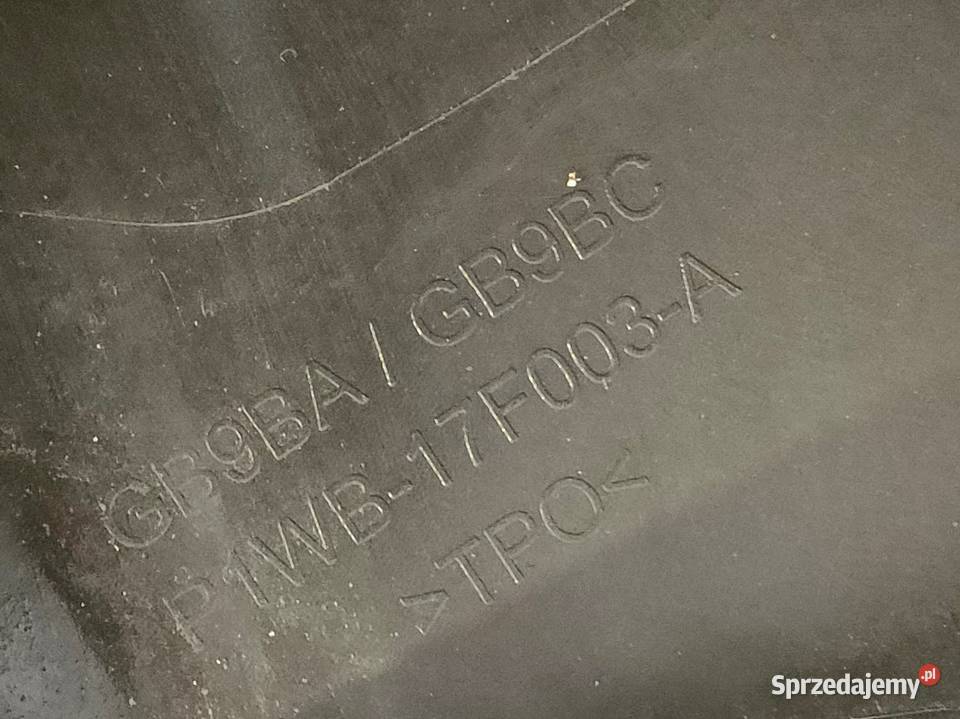 GB9BA / GB9BC
P1WB-17F003-A
>TPO<
Sprzedajemy.pl